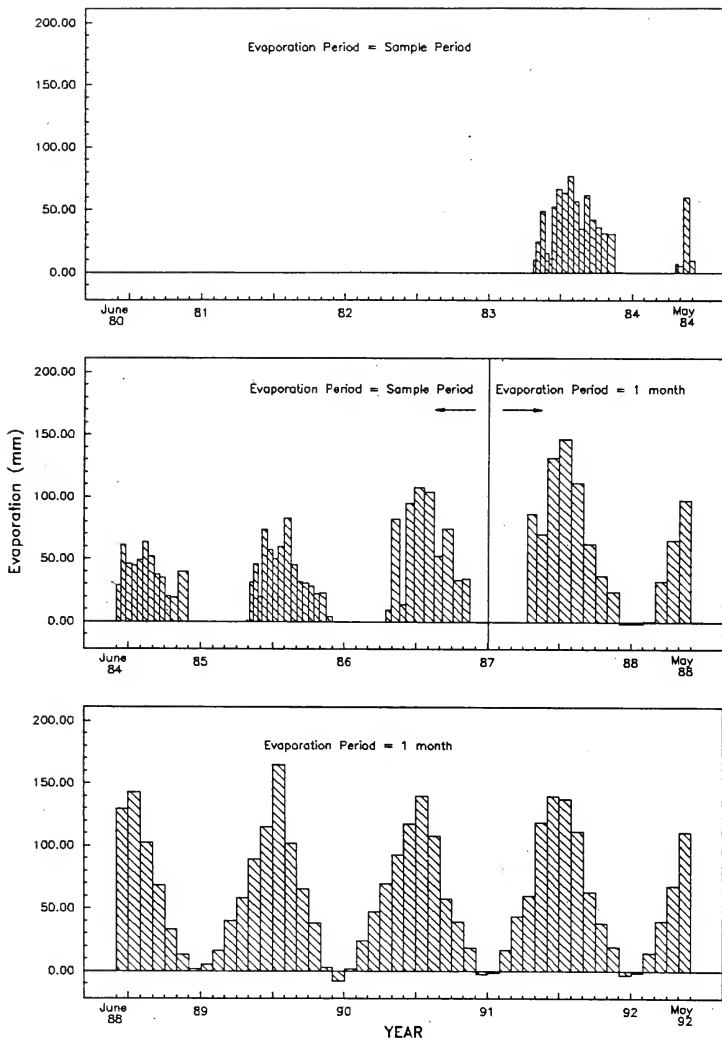 200.00
Evaporation Period = Sample Period
150.00
100.00
50.00
0.00
June
80
81
82
83
84
May
84
Evaporation (mm)
200.00
Evaporation Period = Sample Period
Evaporation Period = 1 month
150.00
100.00
50.00
0.00
June
84
85
86
87
88
May
88
200.00
Evaporation Period = 1 month
150.00
100.00
50.00
0.00
June
88
89
90
91
92
May
92
YEAR